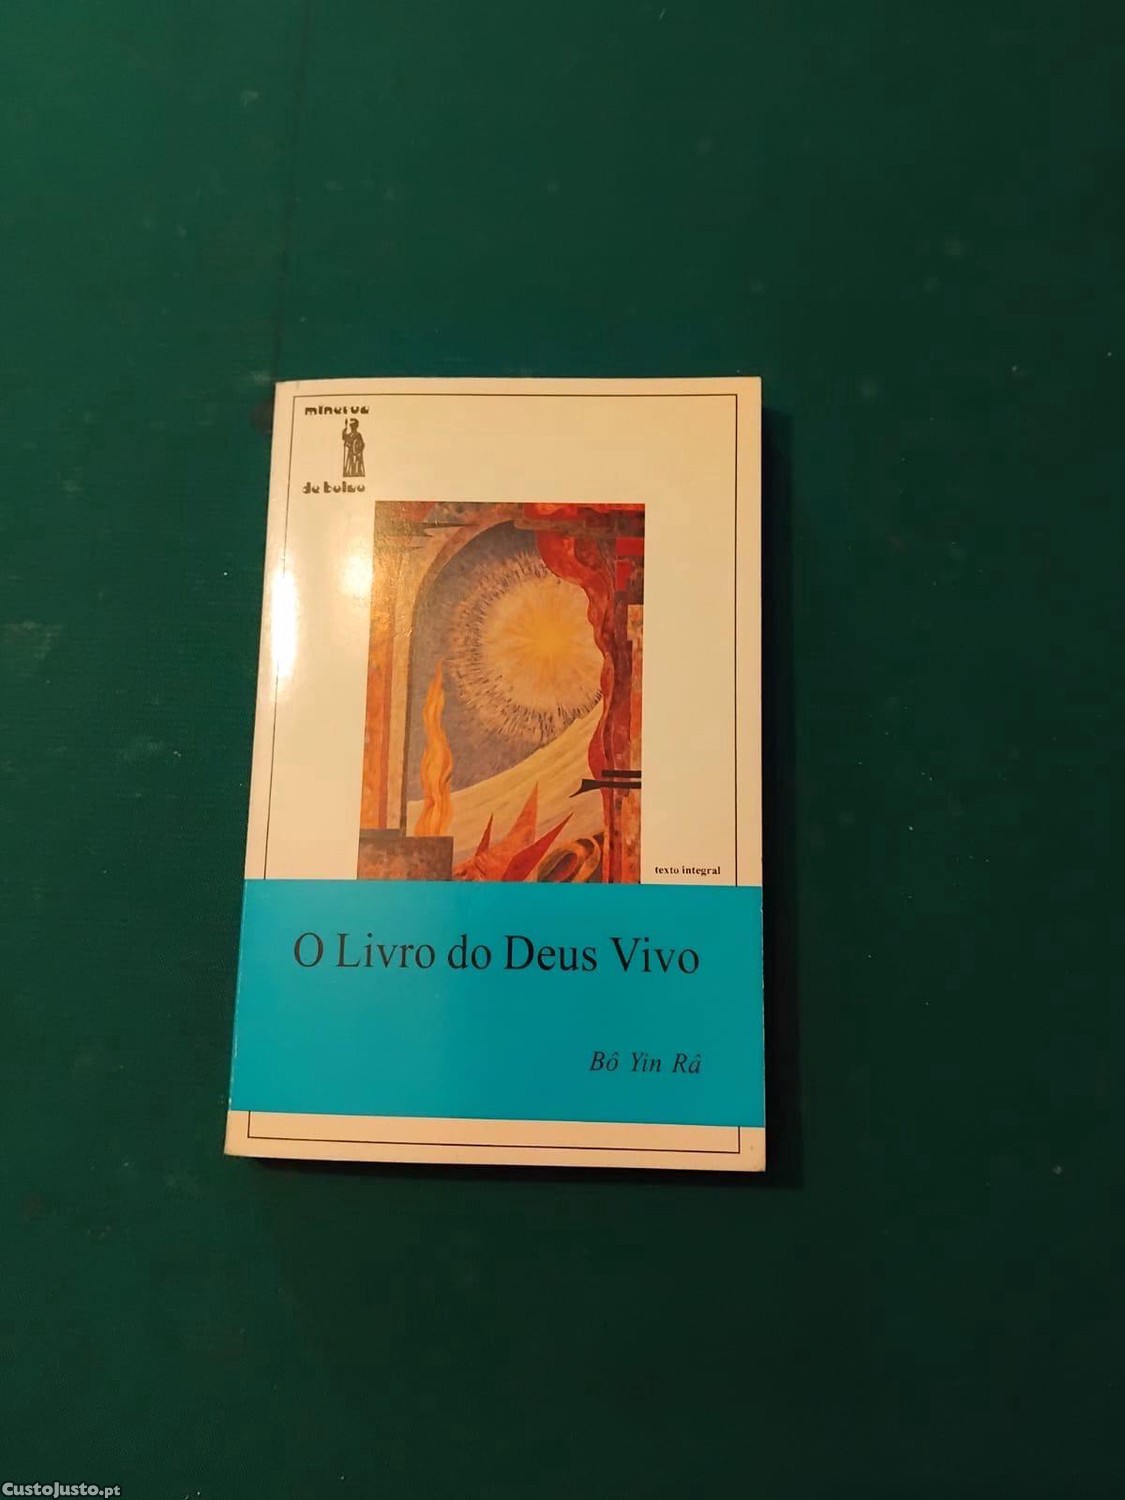 minerva
de bolso
texto integral
O Livro do Deus Vivo
Bô Yin Râ
CustoJusto.pt